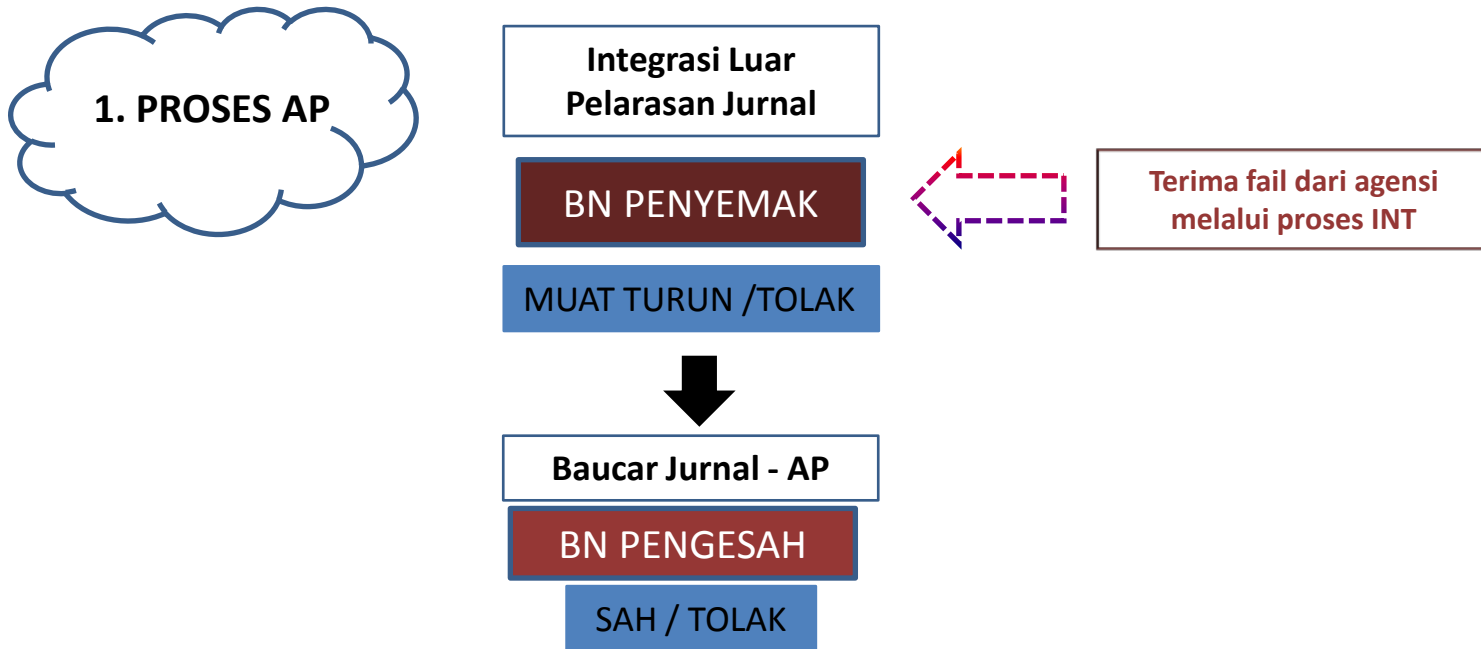 1. PROSES AP
Integrasi Luar
Pelarasan Jurnal
BN PENYEMAK
Terima fail dari agensi
melalui proses INT
MUAT TURUN /TOLAK
Baucar Jurnal - AP
BN PENGESAH
SAH / TOLAK